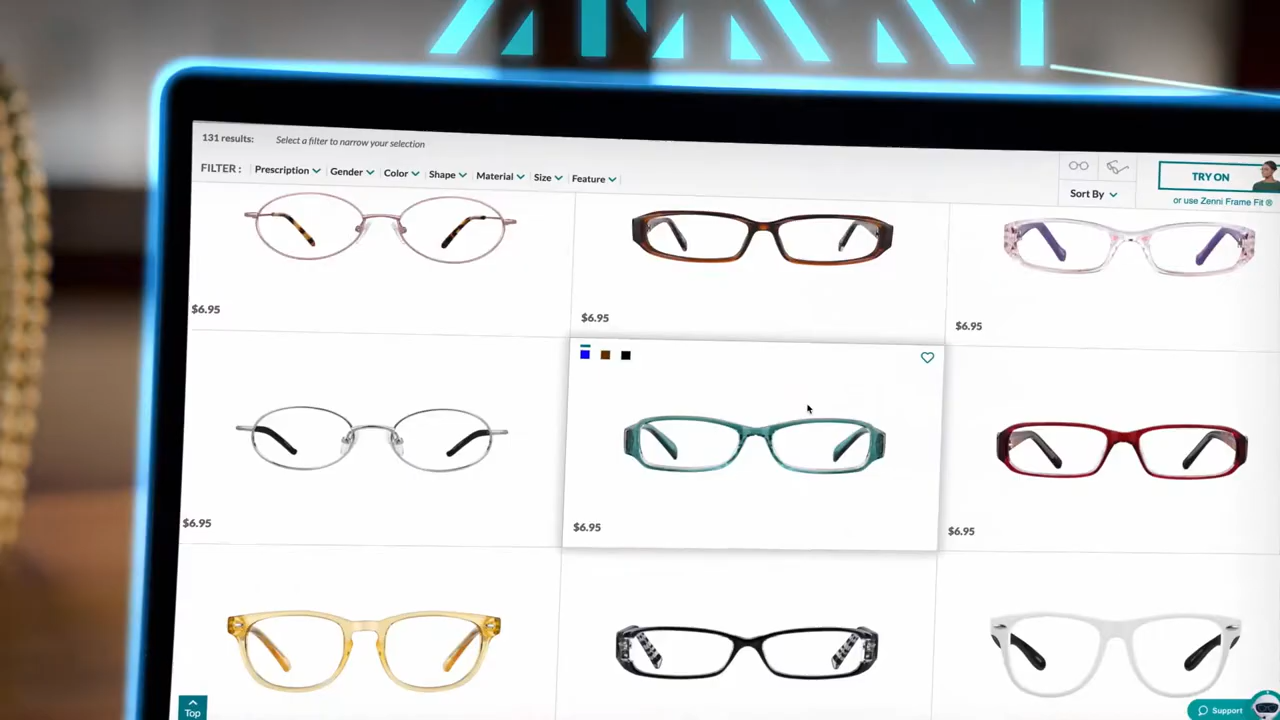 ZENNI
131 results: Select a filter to narrow your selection
FILTER : Prescription Gender Color Shape Material Size Feature
Sort By
TRY ON
or use Zenni Frame Fit ®
$6.95
$6.95
$6.95
$6.95
$6.95
$6.95
Top
Support